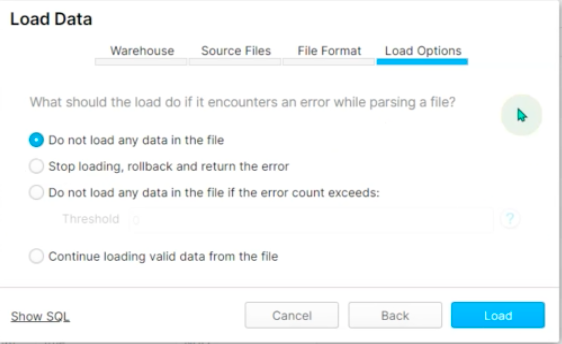 Load Data
Warehouse Source Files File Format Load Options
What should the load do if it encounters an error while parsing a file?
Do not load any data in the file
Stop loading, rollback and return the error
Do not load any data in the file if the error count exceeds:
Threshold 0 ?
Continue loading valid data from the file
Show SQL Cancel Back Load